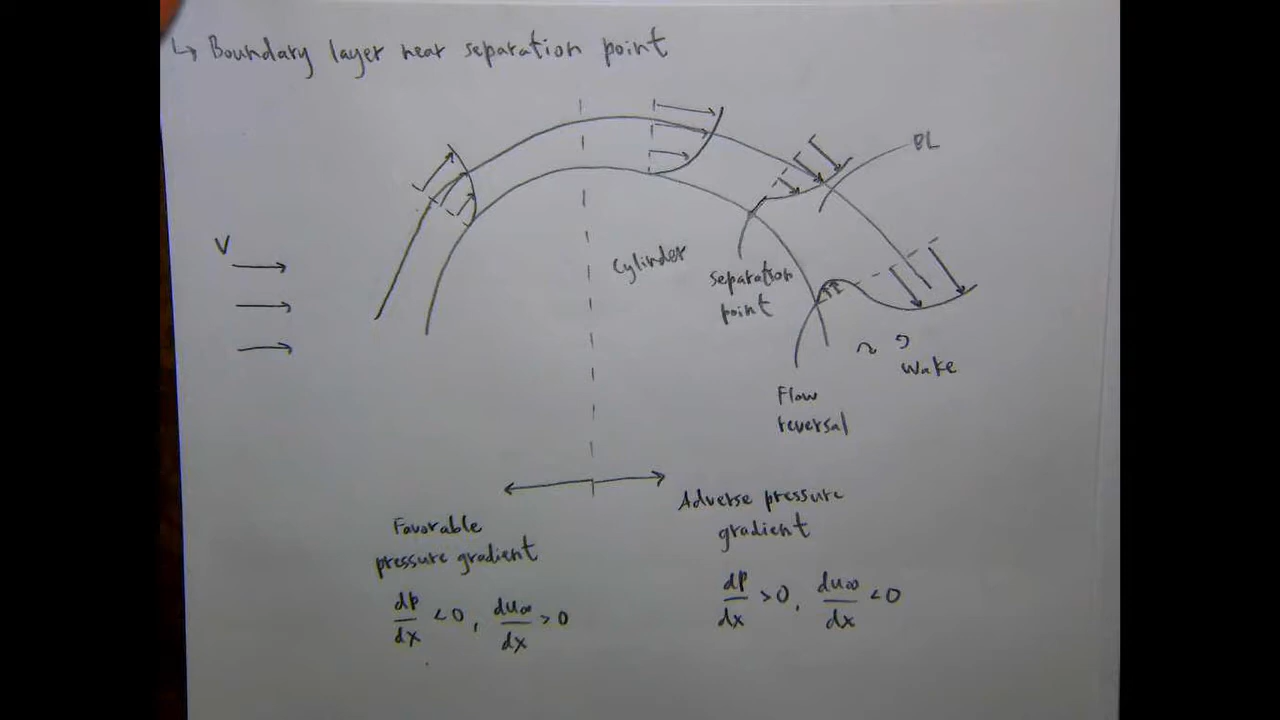 ↳ Boundary layer near separation point
BL
V
Cylinder
separation
point
wake
Flow
reversal
Favorable
pressure gradient
dp/dx < 0, du∞/dx > 0
Adverse pressure
gradient
dp/dx > 0, du∞/dx < 0